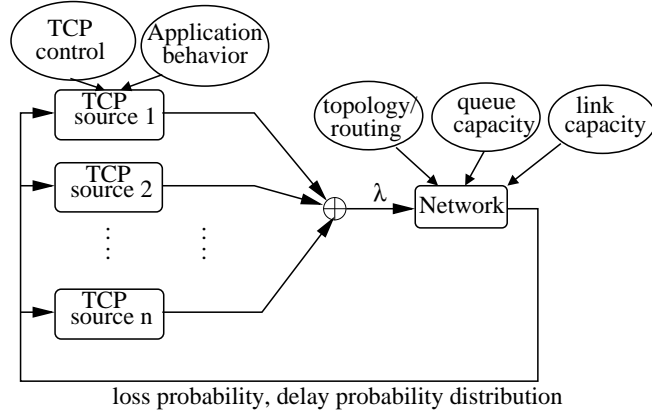 TCP
control
Application
behavior
TCP
source 1
topology/
routing
queue
capacity
link
capacity
TCP
source 2
λ
Network
TCP
source n
loss probability, delay probability distribution